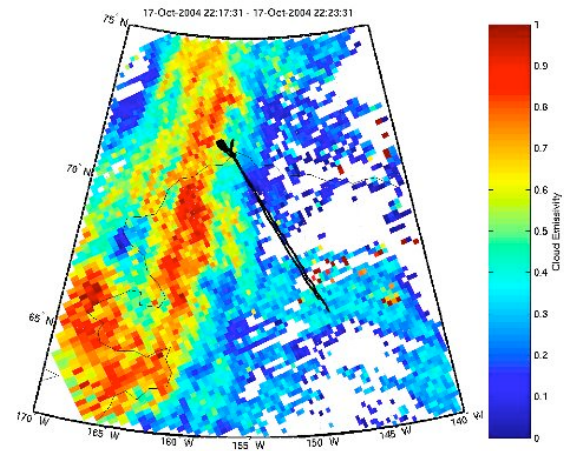 17-Oct-2004 22:17:31 - 17-Oct-2004 22:23:31
75° N
70° N
65° N
170° W
165° W
160° W
155° W
150° W
145° W
140° W
1
0.9
0.8
0.7
0.6
0.5
0.4
0.3
0.2
0.1
0
Cloud Emissivity